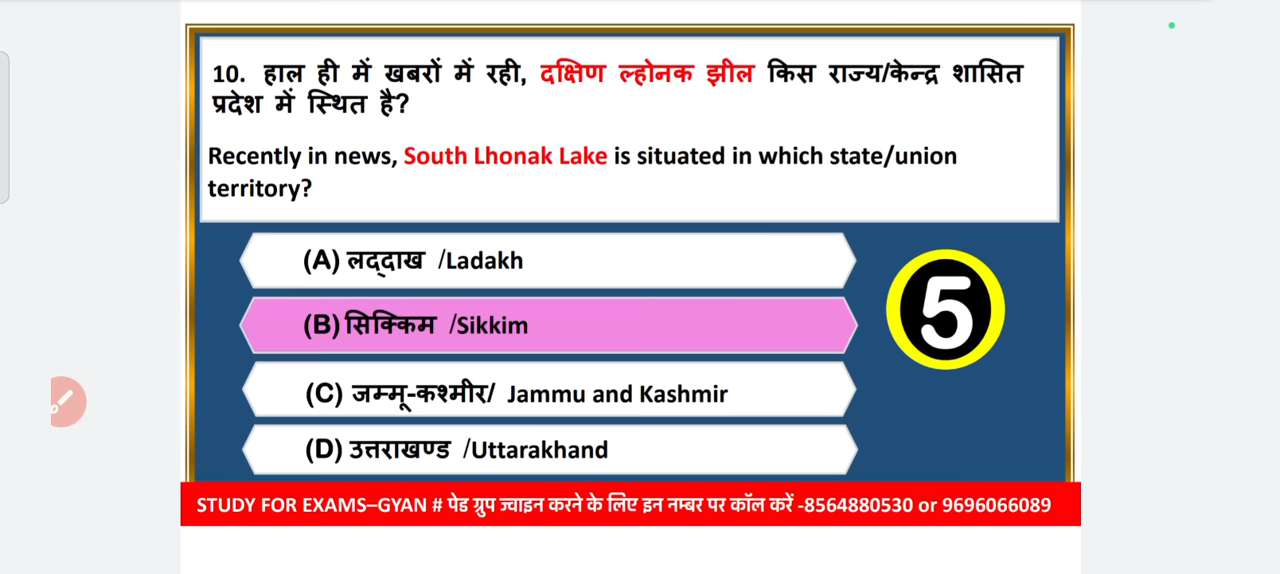 10. हाल ही में खबरों में रही, दक्षिण ल्होनक झील किस राज्य/केन्द्र शासित
प्रदेश में स्थित है?
Recently in news, South Lhonak Lake is situated in which state/union
territory?
(A) लद्दाख /Ladakh
(B) सिक्किम /Sikkim
5
(C) जम्मू-कश्मीर/ Jammu and Kashmir
(D) उत्तराखण्ड /Uttarakhand
STUDY FOR EXAMS–GYAN # पेड ग्रुप ज्वाइन करने के लिए इन नम्बर पर कॉल करें -8564880530 or 9696066089